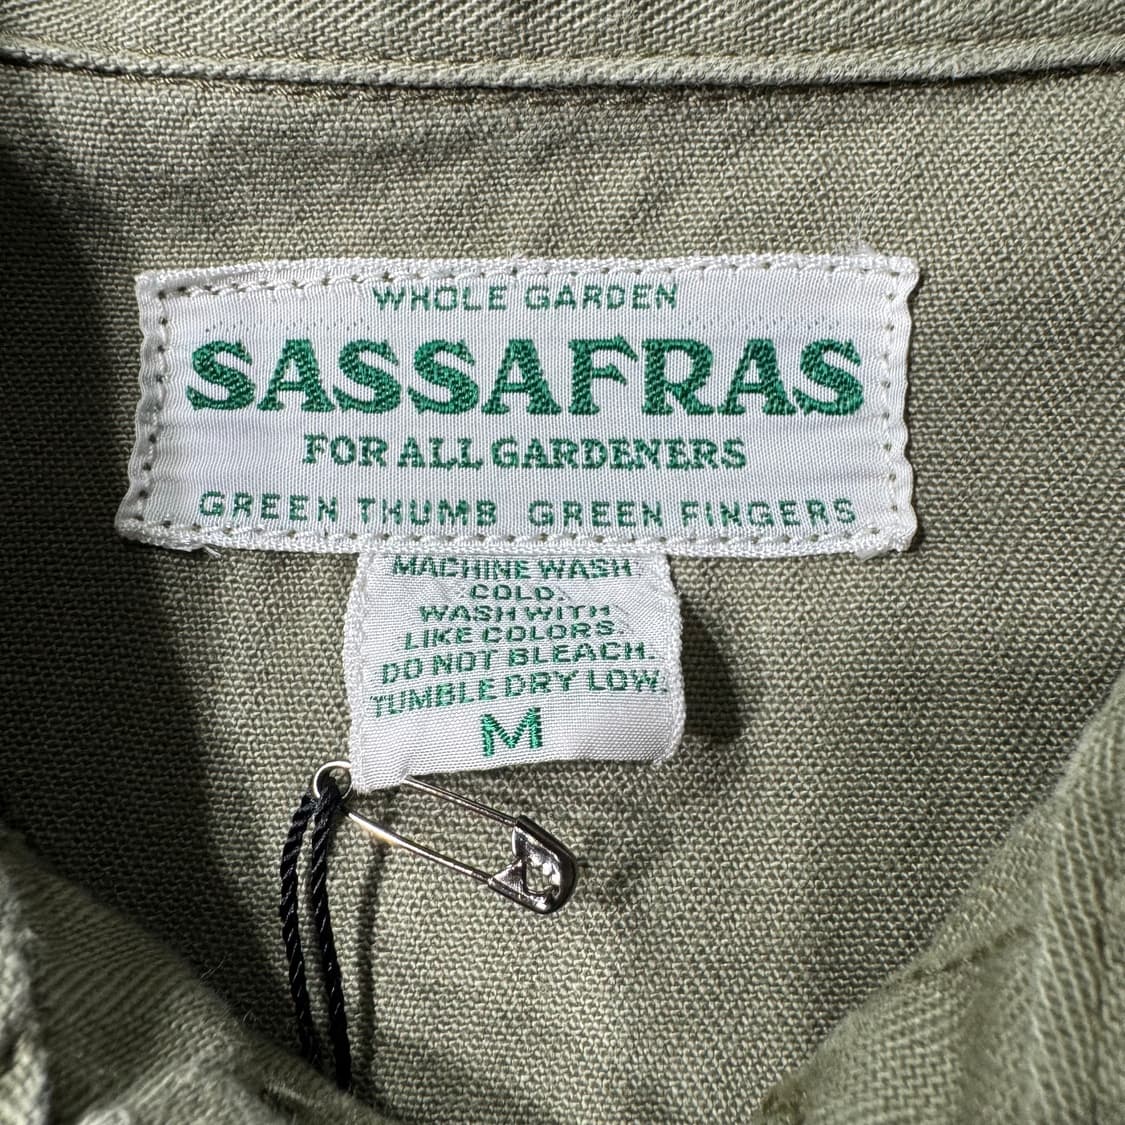 WHOLE GARDEN
SASSAFRAS
FOR ALL GARDENERS
GREEN THUMB GREEN FINGERS
MACHINE WASH
COLD.
WASH WITH
LIKE COLORS.
DO NOT BLEACH.
TUMBLE DRY LOW.
M